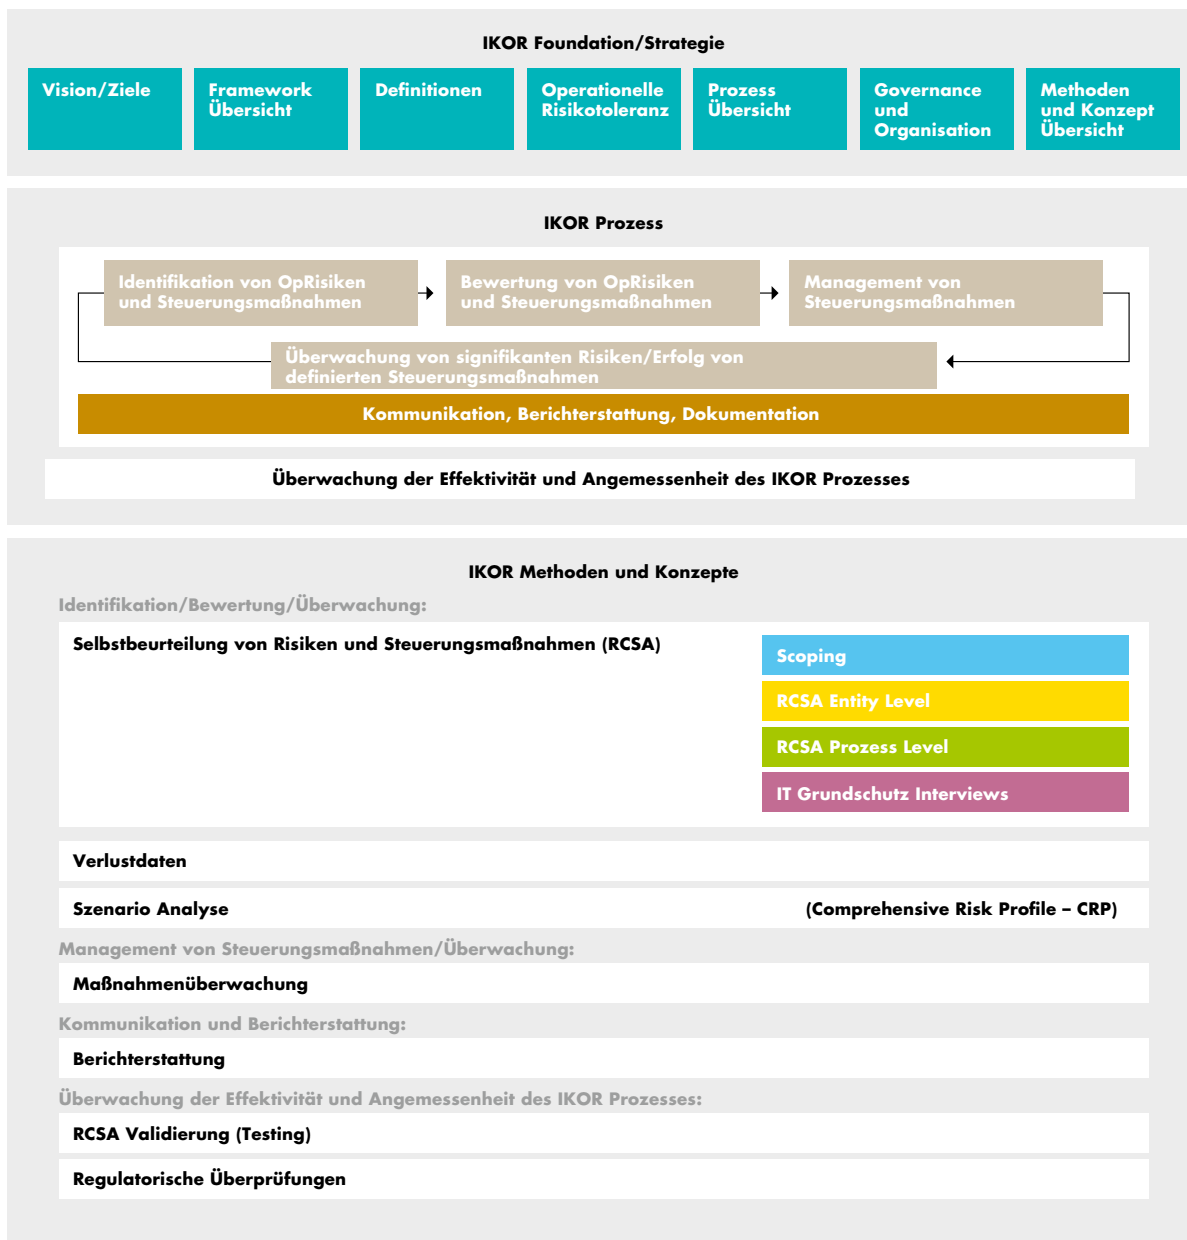 IKOR Foundation/Strategie
Vision/Ziele
Framework
Übersicht
Definitionen
Operationelle
Risikotoleranz
Prozess
Übersicht
Governance
und
Organisation
Methoden
und Konzept
Übersicht
IKOR Prozess
Identifikation von OpRisiken
und Steuerungsmaßnahmen
Bewertung von OpRisiken
und Steuerungsmaßnahmen
Management von
Steuerungsmaßnahmen
Überwachung von signifikanten Risiken/Erfolg von
definierten Steuerungsmaßnahmen
Kommunikation, Berichterstattung, Dokumentation
Überwachung der Effektivität und Angemessenheit des IKOR Prozesses
IKOR Methoden und Konzepte
Identifikation/Bewertung/Überwachung:
Selbstbeurteilung von Risiken und Steuerungsmaßnahmen (RCSA)
Scoping
RCSA Entity Level
RCSA Prozess Level
IT Grundschutz Interviews
Verlustdaten
Szenario Analyse (Comprehensive Risk Profile – CRP)
Management von Steuerungsmaßnahmen/Überwachung:
Maßnahmenüberwachung
Kommunikation und Berichterstattung:
Berichterstattung
Überwachung der Effektivität und Angemessenheit des IKOR Prozesses:
RCSA Validierung (Testing)
Regulatorische Überprüfungen